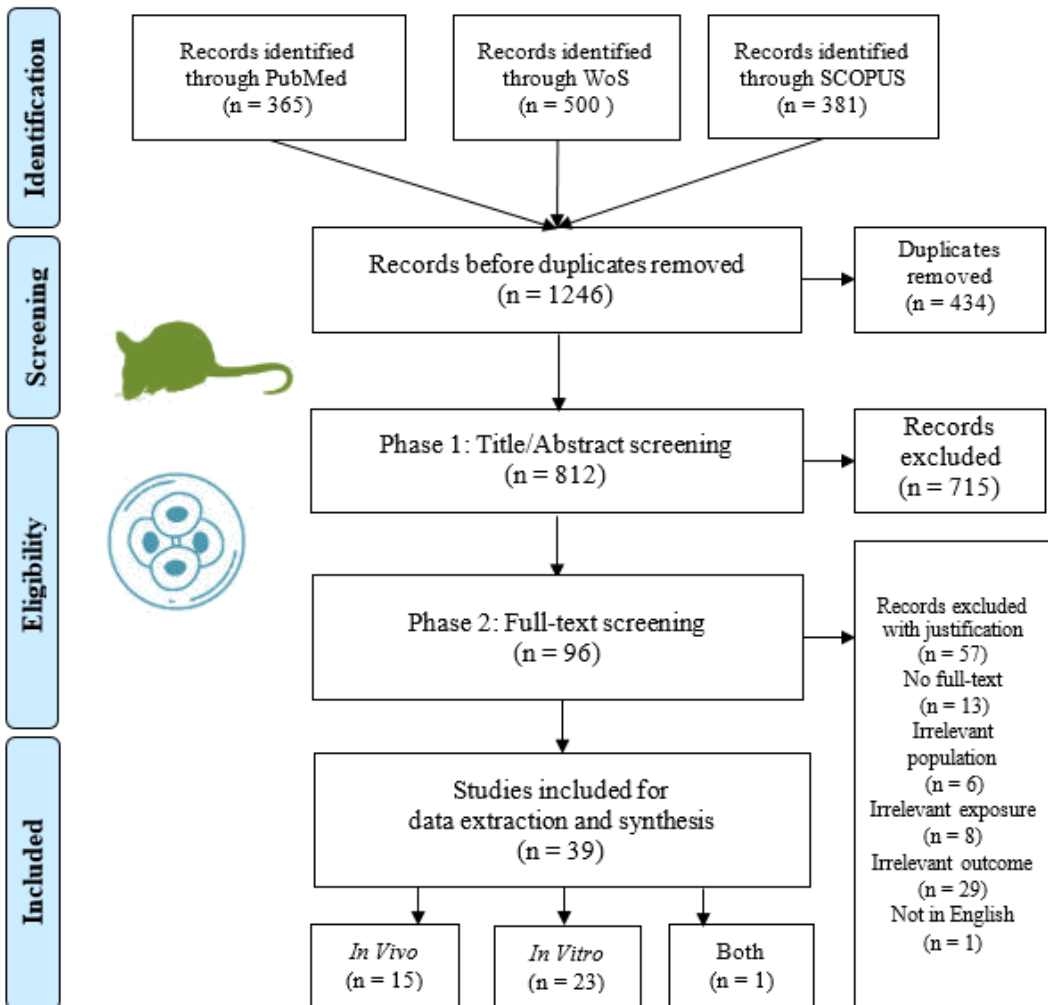 Identification
Records identified
through PubMed
(n = 365)
Records identified
through WoS
(n = 500 )
Records identified
through SCOPUS
(n = 381)
Screening
Records before duplicates removed
(n = 1246)
Duplicates
removed
(n = 434)
Eligibility
Phase 1: Title/Abstract screening
(n = 812)
Records
excluded
(n = 715)
Phase 2: Full-text screening
(n = 96)
Records excluded
with justification
(n = 57)
No full-text
(n = 13)
Irrelevant
population
(n = 6)
Irrelevant exposure
(n = 8)
Irrelevant outcome
(n = 29)
Not in English
(n = 1)
Included
Studies included for
data extraction and synthesis
(n = 39)
In Vivo
(n = 15)
In Vitro
(n = 23)
Both
(n = 1)